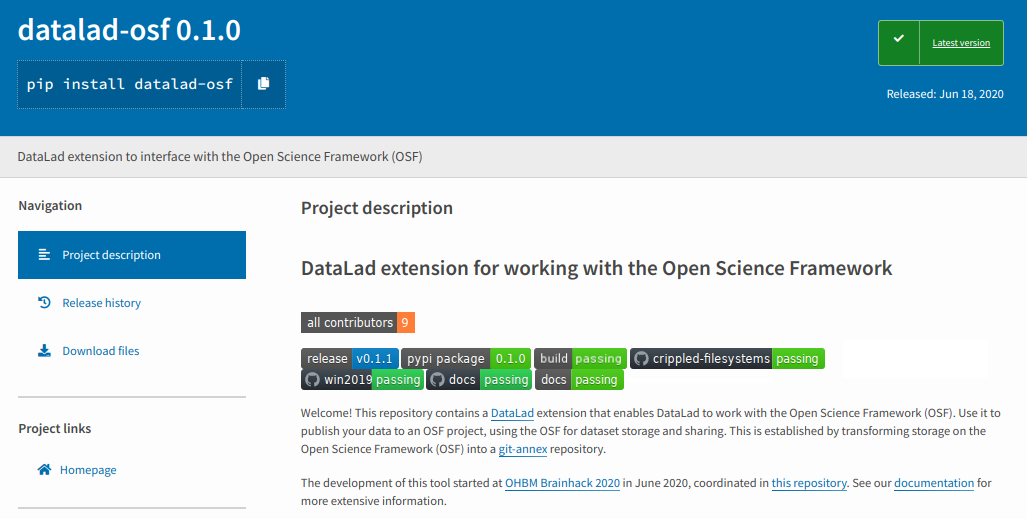 datalad-osf 0.1.0
pip install datalad-osf
Latest version
Released: Jun 18, 2020
DataLad extension to interface with the Open Science Framework (OSF)
Navigation
Project description
Release history
Download files
Project links
Homepage
Project description
DataLad extension for working with the Open Science Framework
all contributors 9
release v0.1.1 pypi package 0.1.0 build passing crippled-filesystems passing
win2019 passing docs passing docs passing
Welcome! This repository contains a DataLad extension that enables DataLad to work with the Open Science Framework (OSF). Use it to
publish your data to an OSF project, using the OSF for dataset storage and sharing. This is established by transforming storage on the
Open Science Framework (OSF) into a git-annex repository.
The development of this tool started at OHBM Brainhack 2020 in June 2020, coordinated in this repository. See our documentation for
more extensive information.